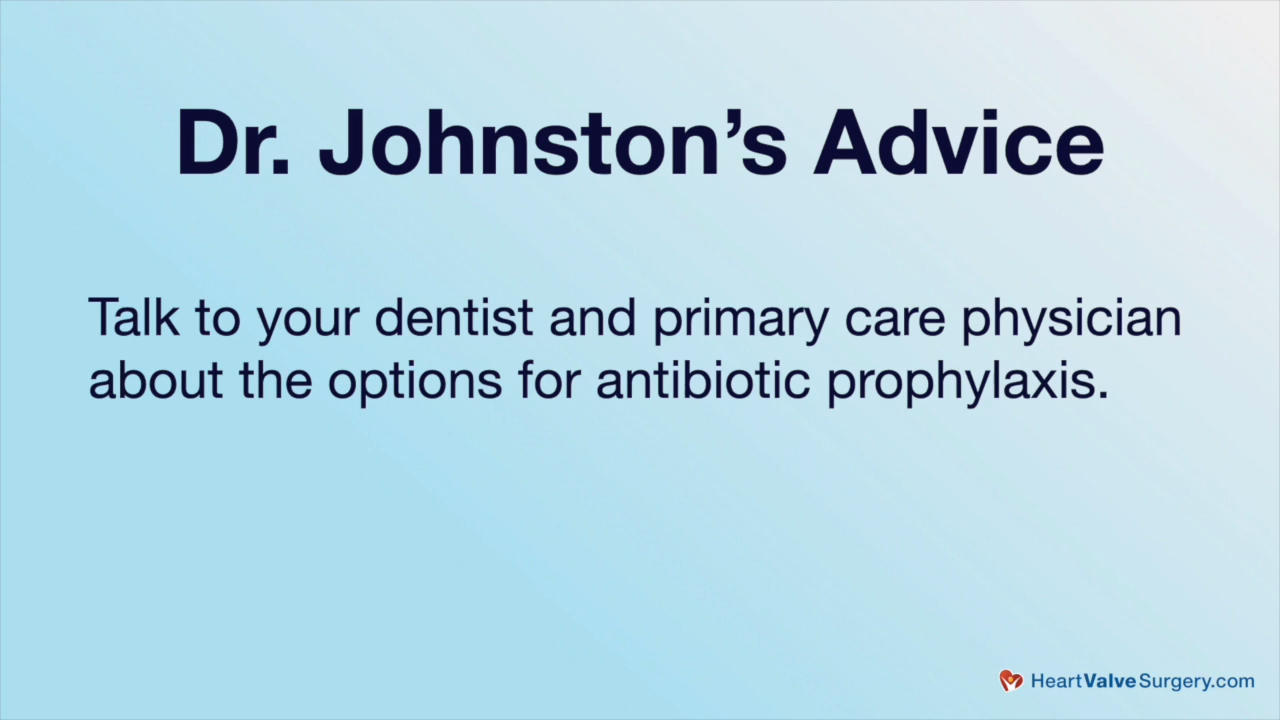 Dr. Johnston’s Advice
Talk to your dentist and primary care physician
about the options for antibiotic prophylaxis.
HeartValveSurgery.com